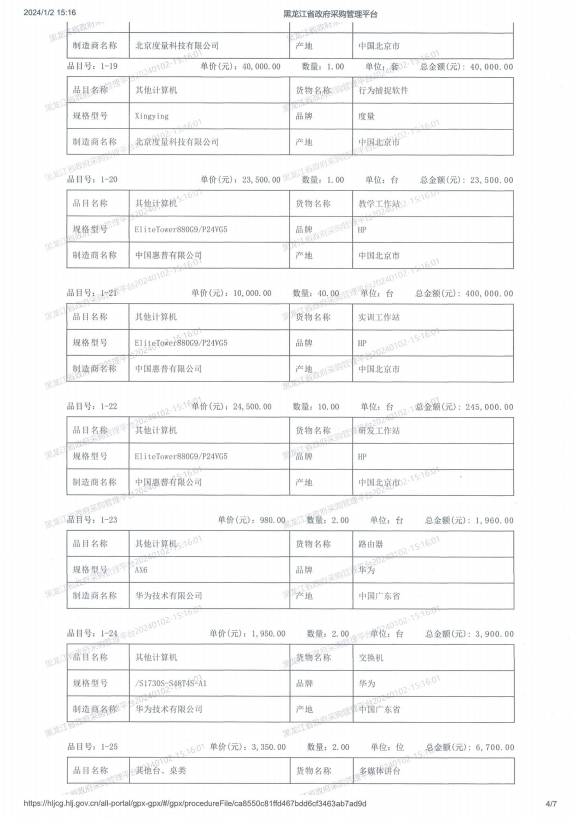 2024/1/2 15:16 黑龙江省政府采购管理平台
制造商名称 北京度量科技有限公司 产地 中国北京市
品目号：1-19 单价(元)：40,000.00 数量：1.00 单位：套 总金额(元)：40,000.00
品目名称 其他计算机 货物名称 行为捕捉软件
规格型号 Xingying 品牌 度量
制造商名称 北京度量科技有限公司 产地 中国北京市
品目号：1-20 单价(元)：23,500.00 数量：1.00 单位：台 总金额(元)：23,500.00
品目名称 其他计算机 货物名称 教学工作站
规格型号 EliteTower880G9/P24VG5 品牌 HP
制造商名称 中国惠普有限公司 产地 中国北京市
品目号：1-21 单价(元)：10,000.00 数量：40.00 单位：台 总金额(元)：400,000.00
品目名称 其他计算机 货物名称 实训工作站
规格型号 EliteTower880G9/P24VG5 品牌 HP
制造商名称 中国惠普有限公司 产地 中国北京市
品目号：1-22 单价(元)：24,500.00 数量：10.00 单位：台 总金额(元)：245,000.00
品目名称 其他计算机 货物名称 研发工作站
规格型号 EliteTower880G9/P24VG5 品牌 HP
制造商名称 中国惠普有限公司 产地 中国北京市
品目号：1-23 单价(元)：980.00 数量：2.00 单位：台 总金额(元)：1,960.00
品目名称 其他计算机 货物名称 路由器
规格型号 AX6 品牌 华为
制造商名称 华为技术有限公司 产地 中国广东省
品目号：1-24 单价(元)：1,950.00 数量：2.00 单位：台 总金额(元)：3,900.00
品目名称 其他计算机 货物名称 交换机
规格型号 /S1730S-S48T4S-A1 品牌 华为
制造商名称 华为技术有限公司 产地 中国广东省
品目号：1-25 单价(元)：3,350.00 数量：2.00 单位：位 总金额(元)：6,700.00
品目名称 其他台、桌类 货物名称 多媒体讲台
https://hljcg.hlj.gov.cn/all-portal/gpx-gpx/#/gpx/procedureFile/ca8550c81ffd467bdd6cf3463ab7ad9d 4/7